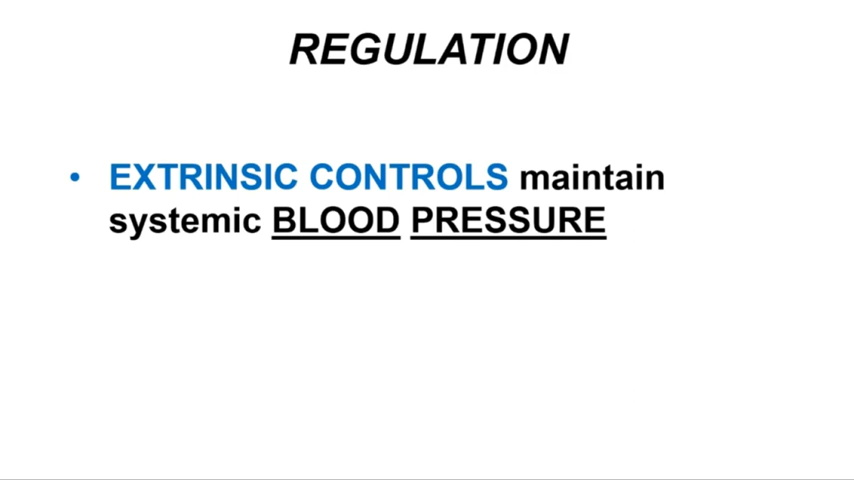 REGULATION
• EXTRINSIC CONTROLS maintain
systemic BLOOD PRESSURE